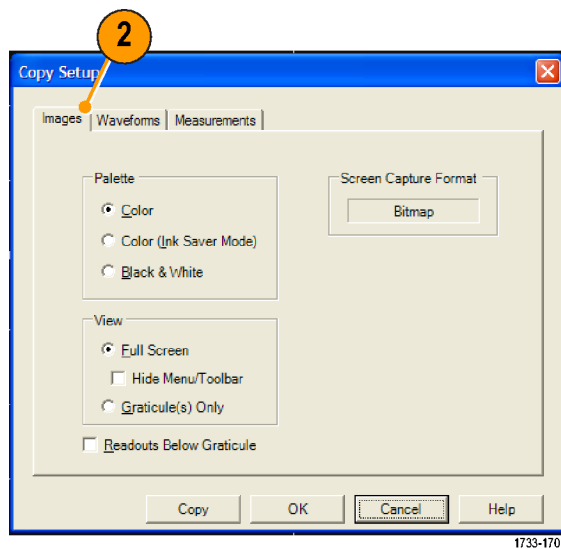 2
Copy Setup
Images
Waveforms
Measurements
Palette
Color
Color (Ink Saver Mode)
Black & White
Screen Capture Format
Bitmap
View
Full Screen
Hide Menu/Toolbar
Graticule(s) Only
Readouts Below Graticule
Copy
OK
Cancel
Help
1733-170